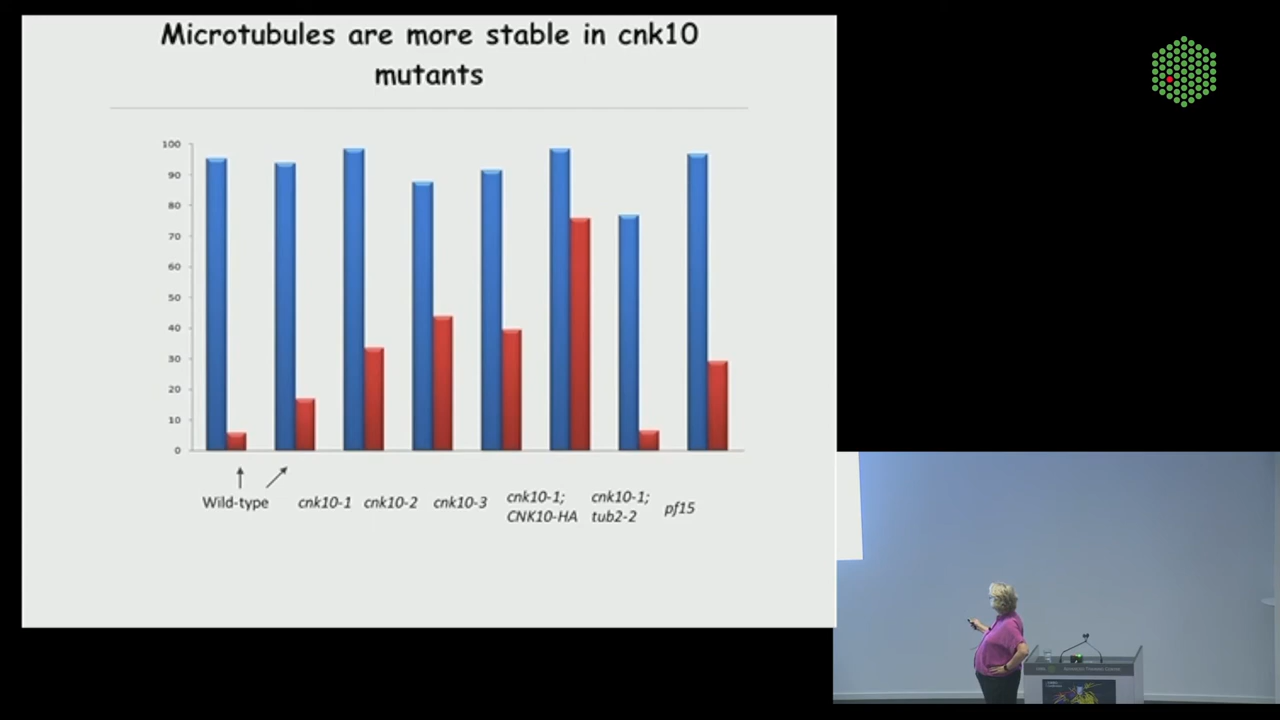 Microtubules are more stable in cnk10
mutants
100
90
80
70
60
50
40
30
20
10
0
Wild-type
cnk10-1
cnk10-2
cnk10-3
cnk10-1;
CNK10-HA
cnk10-1;
tub2-2
pf15